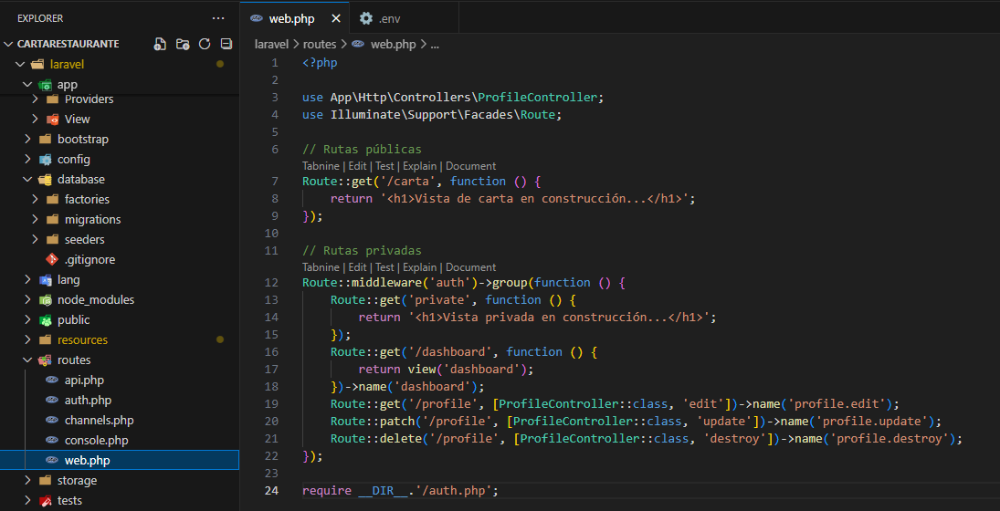 EXPLORER ...
CARTARESTAURANTE
laravel
app
Providers
View
bootstrap
config
database
factories
migrations
seeders
.gitignore
lang
node_modules
public
resources
routes
api.php
auth.php
channels.php
console.php
web.php
storage
tests
web.php .env
laravel > routes > web.php > ...
1 <?php
2
3 use App\Http\Controllers\ProfileController;
4 use Illuminate\Support\Facades\Route;
5
6 // Rutas públicas
Tabnine | Edit | Test | Explain | Document
7 Route::get('/carta', function () {
8     return '<h1>Vista de carta en construcción...</h1>';
9 });
10
11 // Rutas privadas
Tabnine | Edit | Test | Explain | Document
12 Route::middleware('auth')->group(function () {
13     Route::get('private', function () {
14         return '<h1>Vista privada en construcción...</h1>';
15     });
16     Route::get('/dashboard', function () {
17         return view('dashboard');
18     })->name('dashboard');
19     Route::get('/profile', [ProfileController::class, 'edit'])->name('profile.edit');
20     Route::patch('/profile', [ProfileController::class, 'update'])->name('profile.update');
21     Route::delete('/profile', [ProfileController::class, 'destroy'])->name('profile.destroy');
22 });
23
24 require __DIR__.'/auth.php';